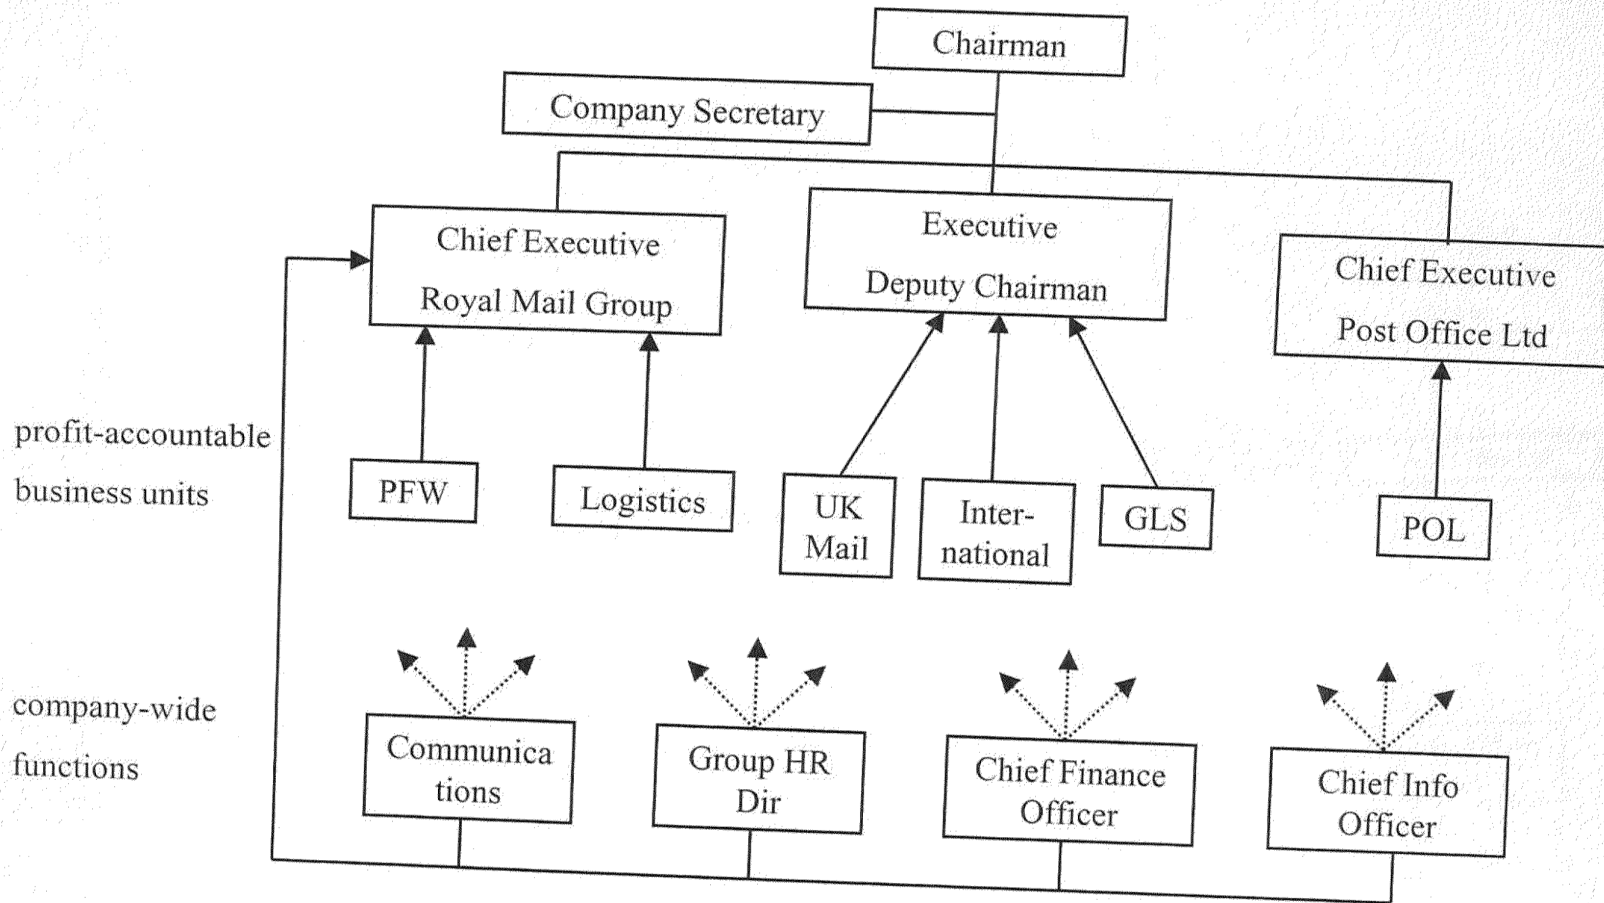 Chairman
Company Secretary
Chief Executive
Royal Mail Group
Executive
Deputy Chairman
Chief Executive
Post Office Ltd
profit-accountable
business units
PFW
Logistics
UK
Mail
Inter-
national
GLS
POL
company-wide
functions
Communica
tions
Group HR
Dir
Chief Finance
Officer
Chief Info
Officer